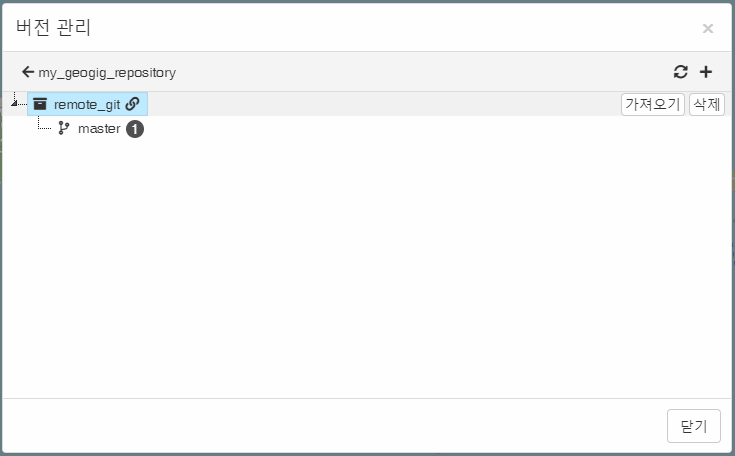 버전 관리
my_geogig_repository
remote_git 가져오기 삭제
master 1
닫기